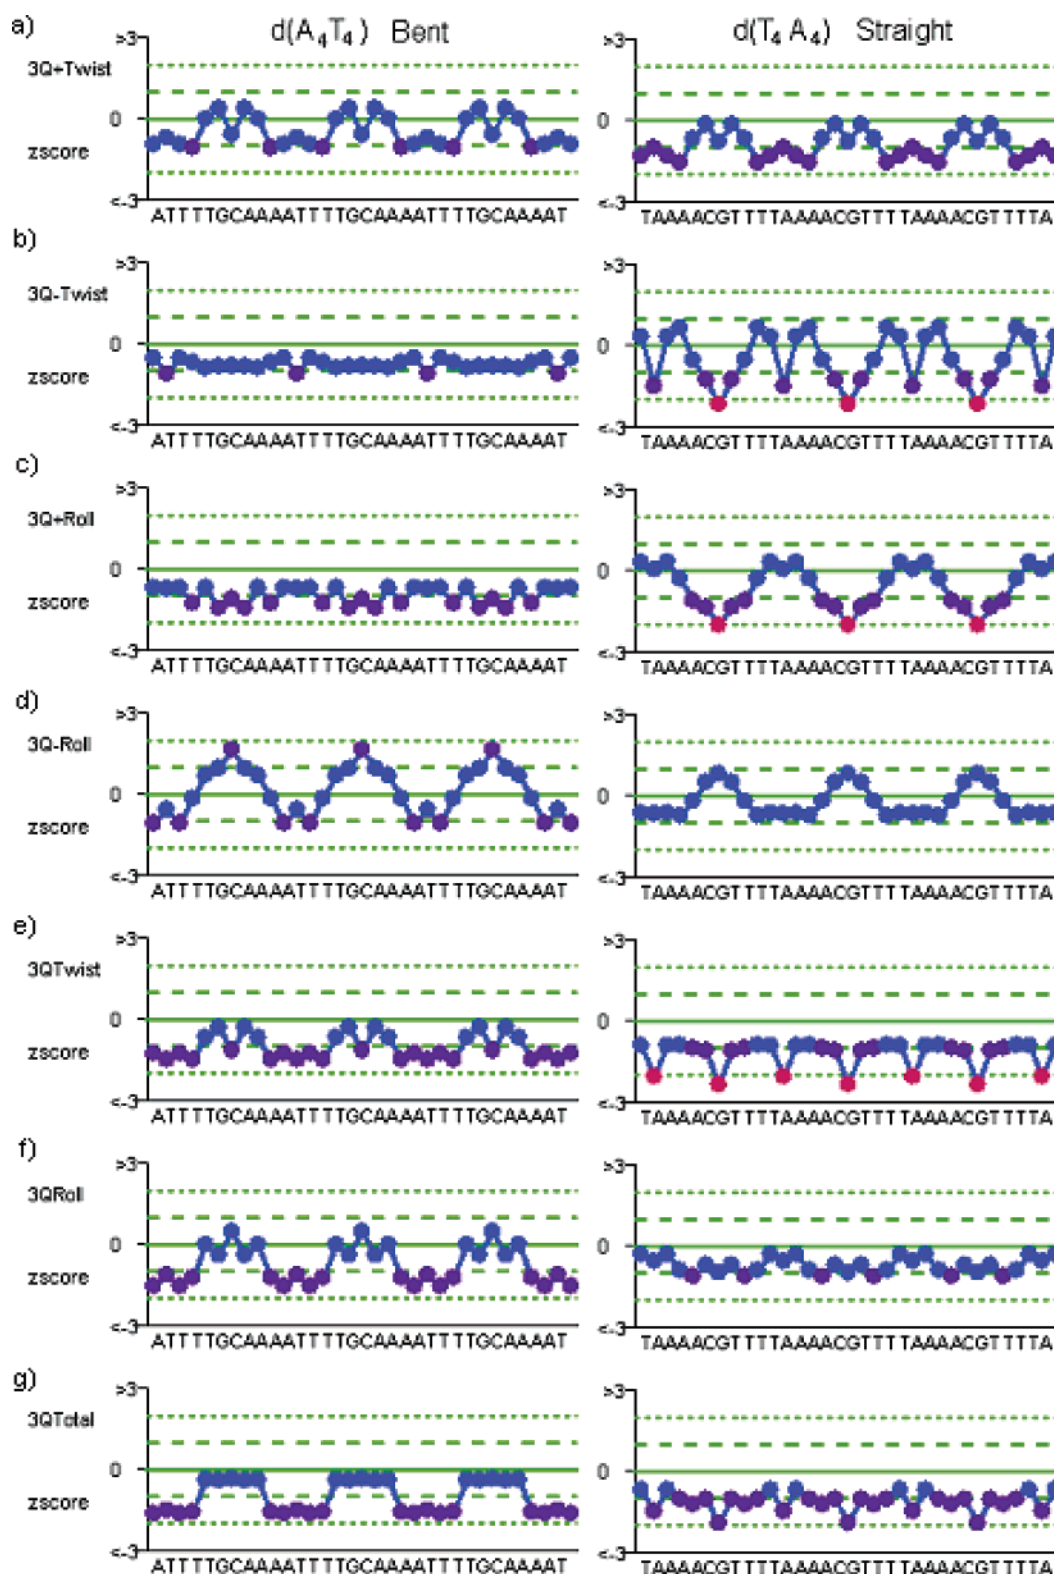 a) d(A₄T₄) Bent d(T₄A₄) Straight
>3 >3
3Q+Twist
0 0
zscore
<-3 <-3
ATTTTGCAAAATTTTGCAAAATTTTGCAAAAT TAAAACGTTTTAAAACGTTTTAAAACGTTTTA
b)
>3 >3
3Q-Twist
0 0
zscore
<-3 <-3
ATTTTGCAAAATTTTGCAAAATTTTGCAAAAT TAAAACGTTTTAAAACGTTTTAAAACGTTTTA
c)
>3 >3
3Q+Roll
0 0
zscore
<-3 <-3
ATTTTGCAAAATTTTGCAAAATTTTGCAAAAT TAAAACGTTTTAAAACGTTTTAAAACGTTTTA
d)
>3 >3
3Q-Roll
0 0
zscore
<-3 <-3
ATTTTGCAAAATTTTGCAAAATTTTGCAAAAT TAAAACGTTTTAAAACGTTTTAAAACGTTTTA
e)
>3 >3
3QTwist
0 0
zscore
<-3 <-3
ATTTTGCAAAATTTTGCAAAATTTTGCAAAAT TAAAACGTTTTAAAACGTTTTAAAACGTTTTA
f)
>3 >3
3QRoll
0 0
zscore
<-3 <-3
ATTTTGCAAAATTTTGCAAAATTTTGCAAAAT TAAAACGTTTTAAAACGTTTTAAAACGTTTTA
g)
>3 >3
3QTotal
0 0
zscore
<-3 <-3
ATTTTGCAAAATTTTGCAAAATTTTGCAAAAT TAAAACGTTTTAAAACGTTTTAAAACGTTTTA